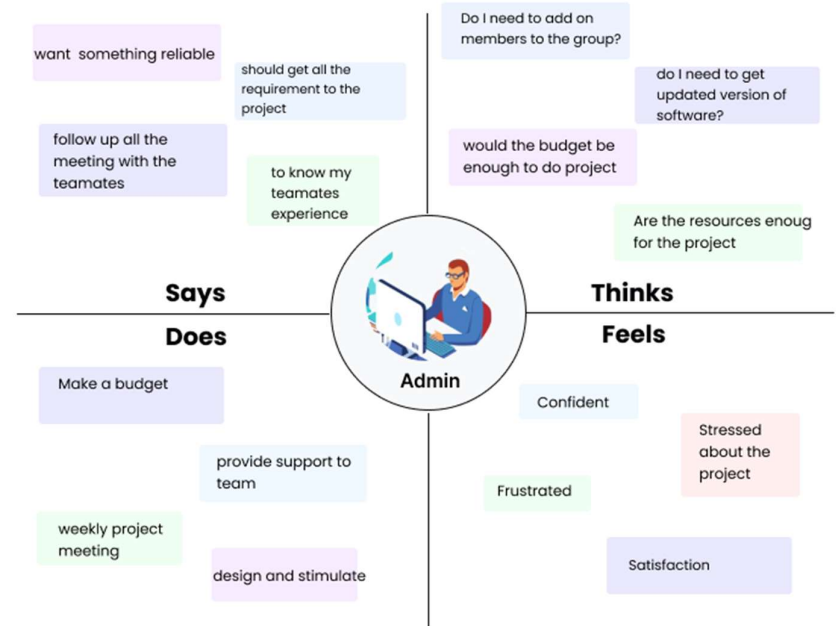 want something reliable
should get all the
requirement to the
project
follow up all the
meeting with the
teamates
to know my
teamates
experience
Says
Do I need to add on
members to the group?
do I need to get
updated version of
software?
would the budget be
enough to do project
Are the resources enoug
for the project
Thinks
Admin
Does
Make a budget
provide support to
team
weekly project
meeting
design and stimulate
Feels
Confident
Stressed
about the
project
Frustrated
Satisfaction